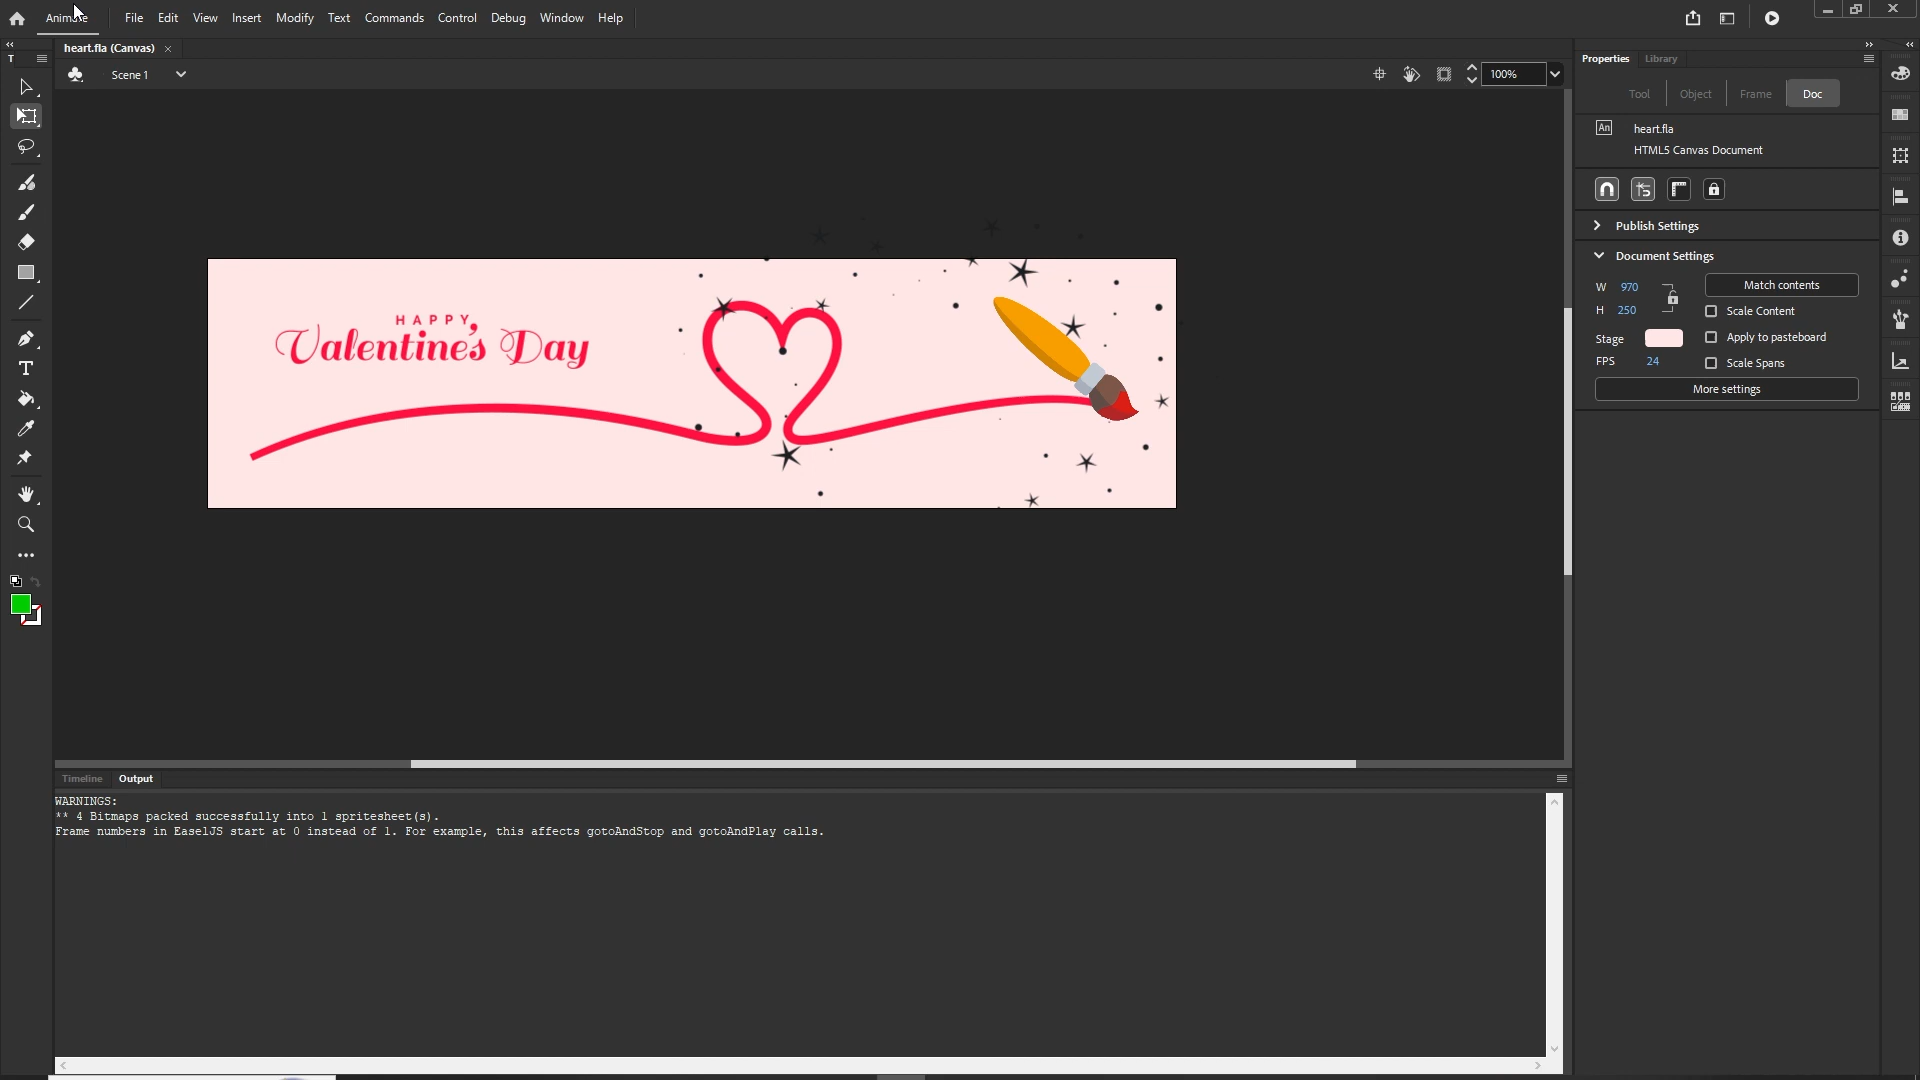 Animate File Edit View Insert Modify Text Commands Control Debug Window Help
heart.fla (Canvas)
T
Scene 1
100%
HAPPY
Valentine's Day
Properties Library
Tool Object Frame Doc
An heart.fla
HTML5 Canvas Document
Publish Settings
Document Settings
W 970 Match contents
H 250 Scale Content
Stage Apply to pasteboard
FPS 24 Scale Spans
More settings
Timeline Output
WARNINGS:
** 4 Bitmaps packed successfully into 1 spritesheet(s).
Frame numbers in EaselJS start at 0 instead of 1. For example, this affects gotoAndStop and gotoAndPlay calls.